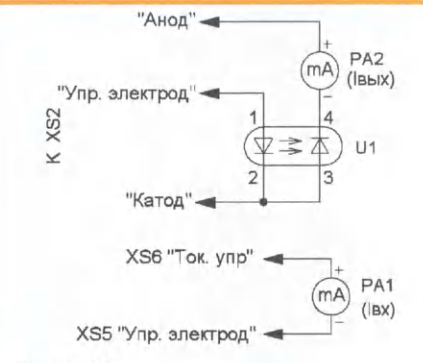 "Анод"
+
PA2
mA
(Iвых)
"Упр. электрод"
−
1
4
К XS2
U1
2
3
"Катод"
XS6 "Ток. упр"
+
PA1
mA
(Iвх)
−
XS5 "Упр. электрод"